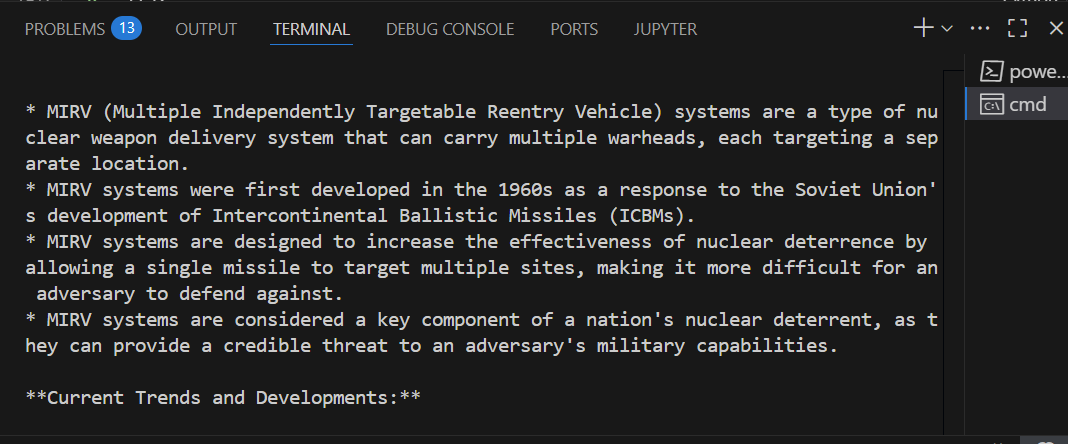 PROBLEMS 13 OUTPUT TERMINAL DEBUG CONSOLE PORTS JUPYTER
powe...
cmd
* MIRV (Multiple Independently Targetable Reentry Vehicle) systems are a type of nu
clear weapon delivery system that can carry multiple warheads, each targeting a sep
arate location.
* MIRV systems were first developed in the 1960s as a response to the Soviet Union'
s development of Intercontinental Ballistic Missiles (ICBMs).
* MIRV systems are designed to increase the effectiveness of nuclear deterrence by
allowing a single missile to target multiple sites, making it more difficult for an
 adversary to defend against.
* MIRV systems are considered a key component of a nation's nuclear deterrent, as t
hey can provide a credible threat to an adversary's military capabilities.
**Current Trends and Developments:**